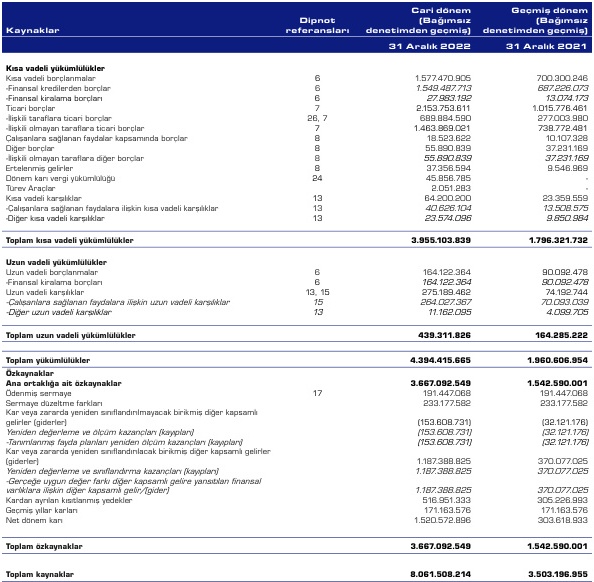 Kaynaklar Dipnot referansları Cari dönem (Bağımsız denetimden geçmiş) Geçmiş dönem (Bağımsız denetimden geçmiş)
31 Aralık 2022 31 Aralık 2021
Kısa vadeli yükümlülükler
Kısa vadeli borçlanmalar 6 1.577.470.905 700.300.246
-Finansal kredilerden borçlar 6 1.549.487.713 687.226.073
-Finansal kiralama borçları 6 27.983.192 13.074.173
Ticari borçlar 7 2.153.753.611 1.015.776.461
-İlişkili taraflara ticari borçlar 26, 7 689.884.590 277.003.980
-İlişkili olmayan taraflara ticari borçlar 7 1.463.869.021 738.772.481
Çalışanlara sağlanan faydalar kapsamında borçlar 8 18.523.622 10.107.328
Diğer borçlar 8 55.890.839 37.231.169
-İlişkili olmayan taraflara diğer borçlar 8 55.890.839 37.231.169
Ertelenmiş gelirler 8 37.356.594 9.546.969
Dönem karı vergi yükümlülüğü 24 45.856.785 -
Türev Araçlar 2.051.283 -
Kısa vadeli karşılıklar 13 64.200.200 23.359.559
-Çalışanlara sağlanan faydalara ilişkin kısa vadeli karşılıklar 13 40.626.104 13.508.575
-Diğer kısa vadeli karşılıklar 13 23.574.096 9.850.984
Toplam kısa vadeli yükümlülükler 3.955.103.839 1.796.321.732
Uzun vadeli yükümlülükler
Uzun vadeli borçlanmalar 6 164.122.364 90.092.478
-Finansal kiralama borçları 6 164.122.364 90.092.478
Uzun vadeli karşılıklar 13, 15 275.189.462 74.192.744
-Çalışanlara sağlanan faydalara ilişkin uzun vadeli karşılıklar 15 264.027.367 70.093.039
-Diğer uzun vadeli karşılıklar 13 11.162.095 4.099.705
Toplam uzun vadeli yükümlülükler 439.311.826 164.285.222
Toplam yükümlülükler 4.394.415.665 1.960.606.954
Özkaynaklar
Ana ortaklığa ait özkaynaklar 3.667.092.549 1.542.590.001
Ödenmiş sermaye 17 191.447.068 191.447.068
Sermaye düzeltme farkları 233.177.582 233.177.582
Kar veya zararda yeniden sınıflandırılmayacak birikmiş diğer kapsamlı
gelirler (giderler) (153.608.731) (32.121.176)
Yeniden değerleme ve ölçüm kazançları (kayıpları) (153.608.731) (32.121.176)
-Tanımlanmış fayda planları yeniden ölçüm kazançları (kayıpları) (153.608.731) (32.121.176)
Kar veya zararda yeniden sınıflandırılacak birikmiş diğer kapsamlı gelirler
(giderler) 1.187.388.825 370.077.025
Yeniden değerleme ve sınıflandırma kazançları (kayıpları) 1.187.388.825 370.077.025
-Gerçeğe uygun değer farkı diğer kapsamlı gelire yansıtılan finansal
varlıklara ilişkin diğer kapsamlı gelir/(gider) 1.187.388.825 370.077.025
Kardan ayrılan kısıtlanmış yedekler 516.951.333 305.226.993
Geçmiş yıllar karları 171.163.576 171.163.576
Net dönem karı 1.520.572.896 303.618.933
Toplam özkaynaklar 3.667.092.549 1.542.590.001
Toplam kaynaklar 8.061.508.214 3.503.196.955